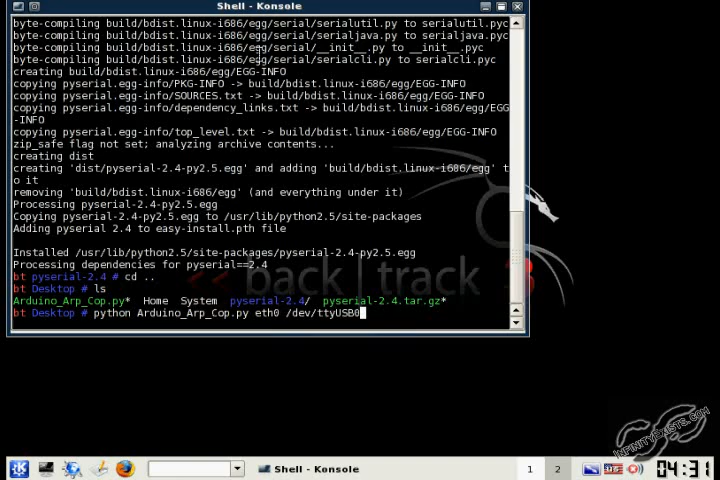 Shell - Konsole
byte-compiling build/bdist.linux-i686/egg/serial/serialutil.py to serialutil.pyc
byte-compiling build/bdist.linux-i686/egg/serial/serialjava.py to serialjava.pyc
byte-compiling build/bdist.linux-i686/egg/serial/__init__.py to __init__.pyc
byte-compiling build/bdist.linux-i686/egg/serial/serialcli.py to serialcli.pyc
creating build/bdist.linux-i686/egg/EGG-INFO
copying pyserial.egg-info/PKG-INFO -> build/bdist.linux-i686/egg/EGG-INFO
copying pyserial.egg-info/SOURCES.txt -> build/bdist.linux-i686/egg/EGG-INFO
copying pyserial.egg-info/dependency_links.txt -> build/bdist.linux-i686/egg/EGG
-INFO
copying pyserial.egg-info/top_level.txt -> build/bdist.linux-i686/egg/EGG-INFO
zip_safe flag not set; analyzing archive contents...
creating dist
creating 'dist/pyserial-2.4-py2.5.egg' and adding 'build/bdist.linux-i686/egg' t
o it
removing 'build/bdist.linux-i686/egg' (and everything under it)
Processing pyserial-2.4-py2.5.egg
Copying pyserial-2.4-py2.5.egg to /usr/lib/python2.5/site-packages
Adding pyserial 2.4 to easy-install.pth file
Installed /usr/lib/python2.5/site-packages/pyserial-2.4-py2.5.egg
Processing dependencies for pyserial==2.4
bt pyserial-2.4 # cd ..
bt Desktop # ls
Arduino_Arp_Cop.py* Home System pyserial-2.4/ pyserial-2.4.tar.gz*
bt Desktop # python Arduino_Arp_Cop.py eth0 /dev/ttyUSB0
<< back | track 3
INFINITYEXISTS.COM
Shell - Konsole
1 2
04:31